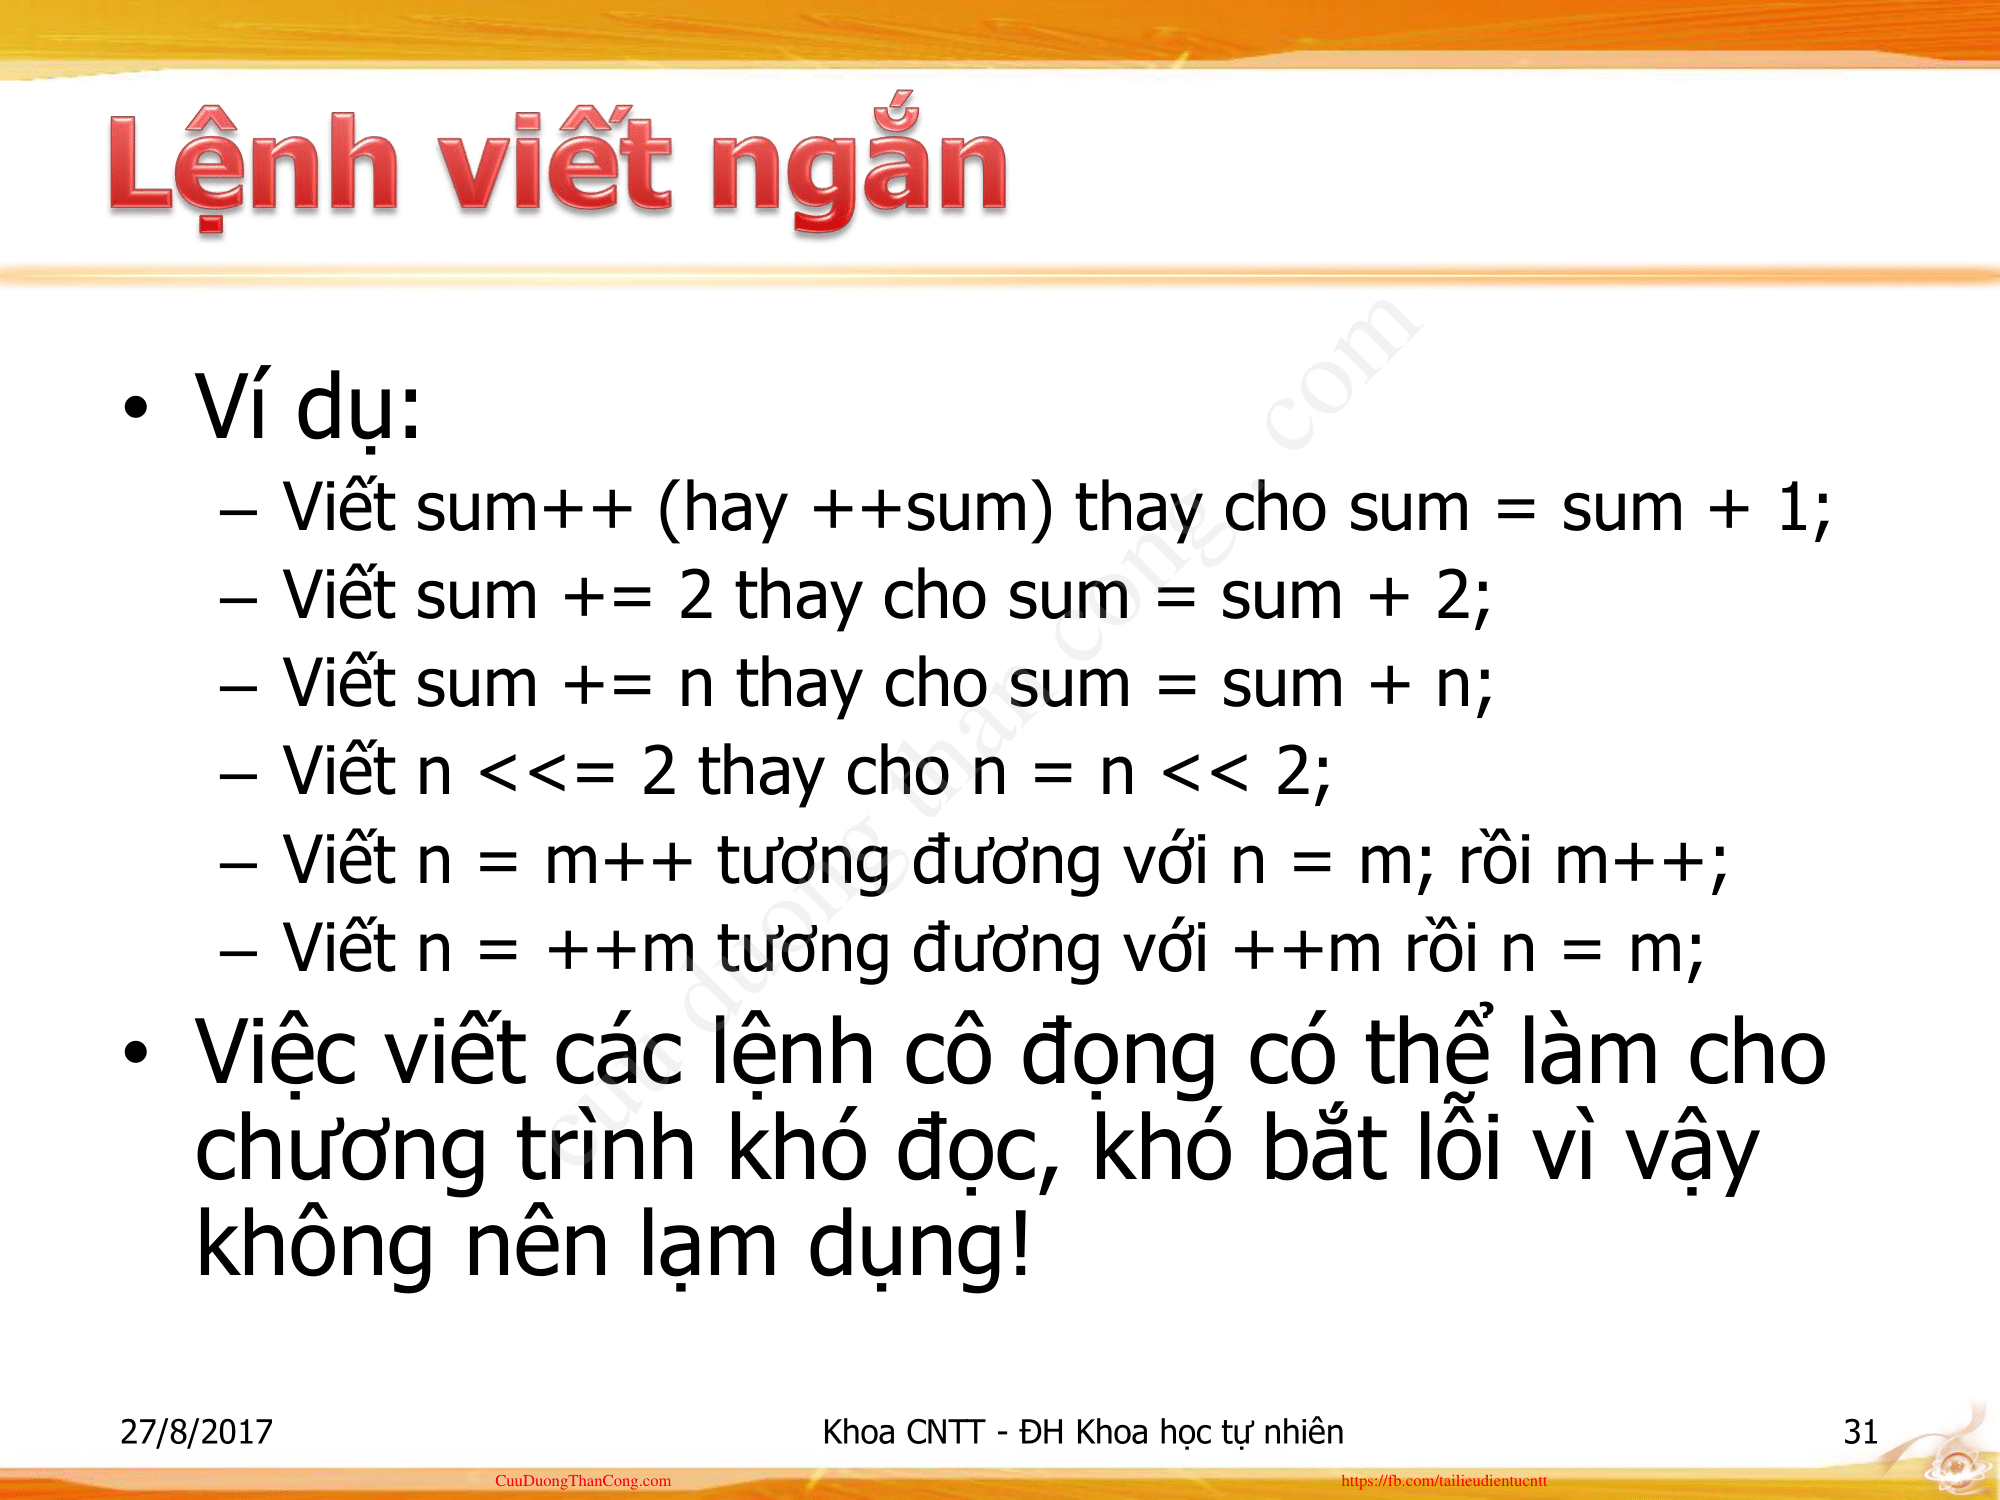 Lệnh viết ngắn
• Ví dụ:
– Viết sum++ (hay ++sum) thay cho sum = sum + 1;
– Viết sum += 2 thay cho sum = sum + 2;
– Viết sum += n thay cho sum = sum + n;
– Viết n <<= 2 thay cho n = n << 2;
– Viết n = m++ tương đương với n = m; rồi m++;
– Viết n = ++m tương đương với ++m rồi n = m;
• Việc viết các lệnh cô đọng có thể làm cho
chương trình khó đọc, khó bắt lỗi vì vậy
không nên lạm dụng!
cuu duong than cong . com
27/8/2017
Khoa CNTT - ĐH Khoa học tự nhiên
31
CuuDuongThanCong.com
https://fb.com/tailieudientucntt